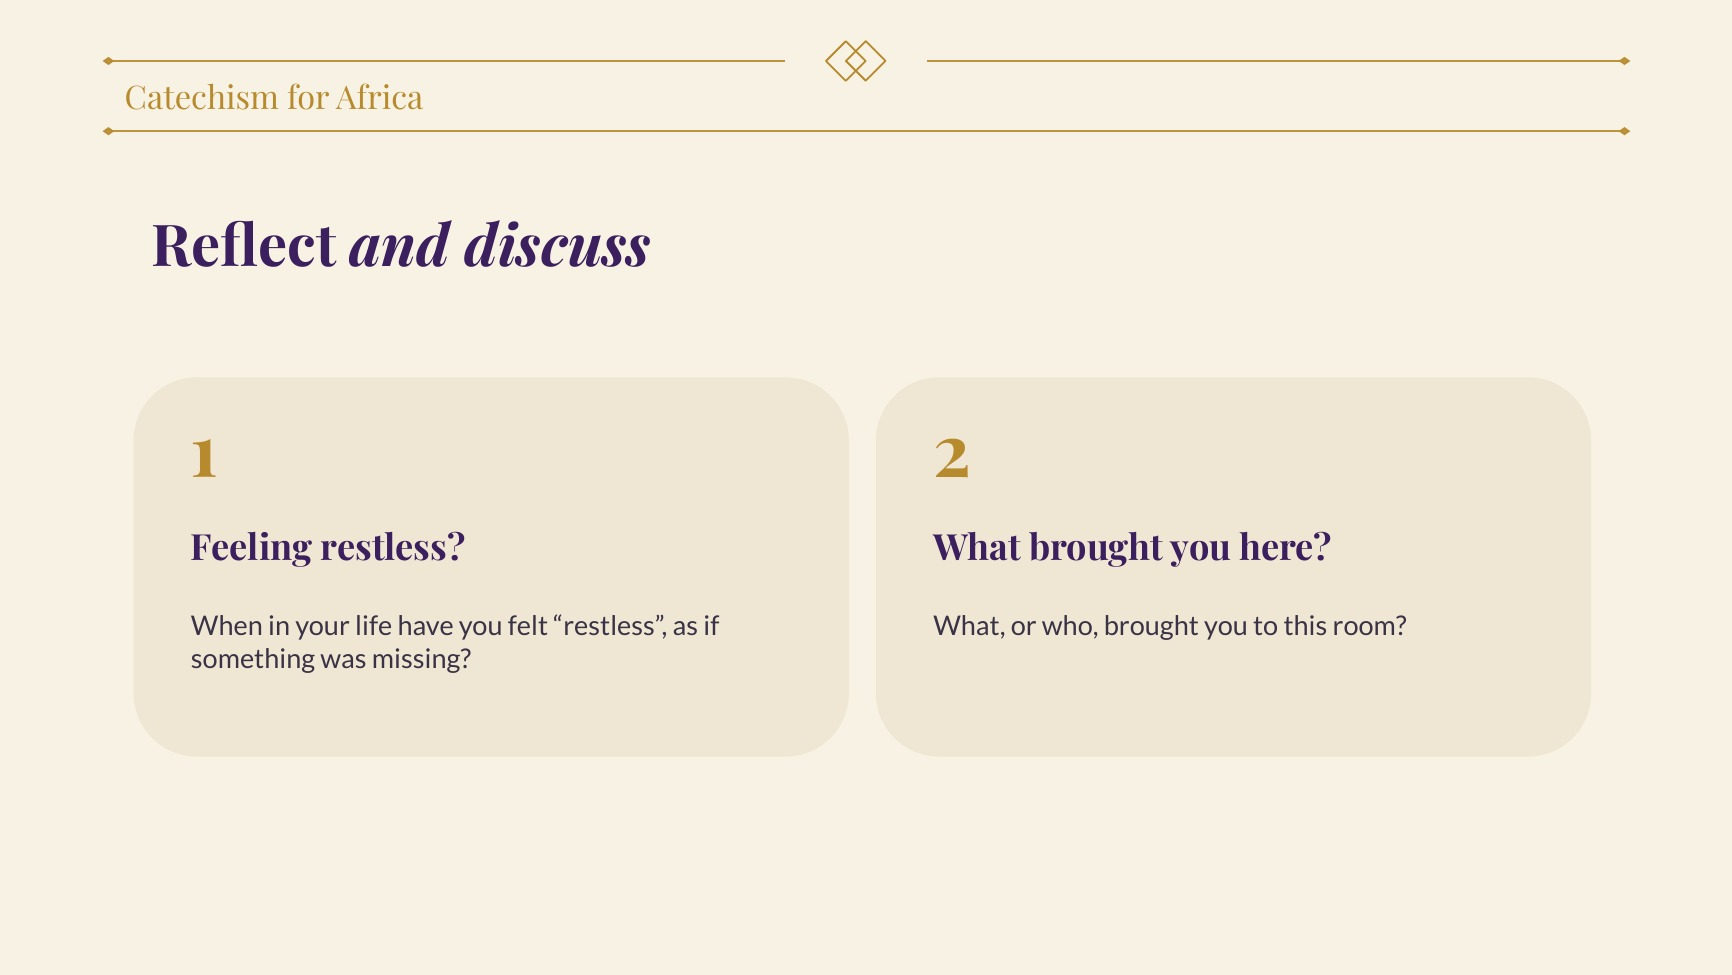 Catechism for Africa
Reflect and discuss
1
Feeling restless?
When in your life have you felt “restless”, as if
something was missing?
2
What brought you here?
What, or who, brought you to this room?